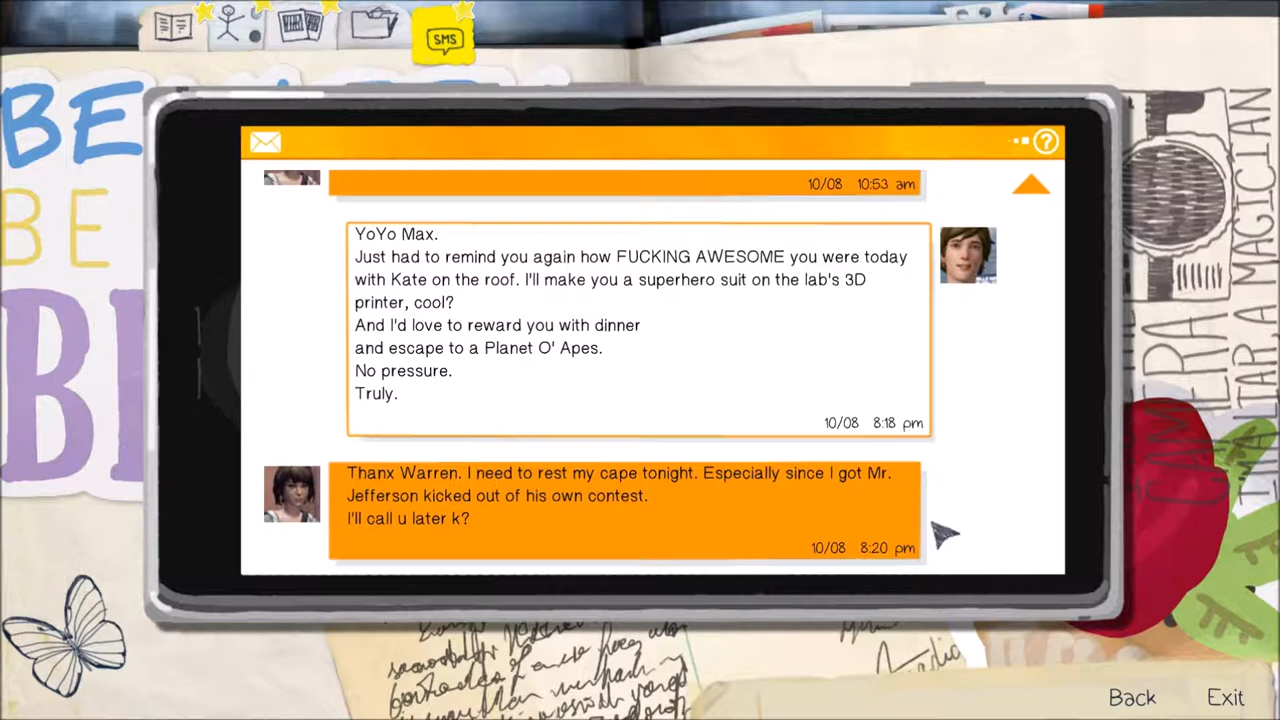 SMS
BE
BE
10/08 10:53 am
YoYo Max.
Just had to remind you again how FUCKING AWESOME you were today
with Kate on the roof. I'll make you a superhero suit on the lab's 3D
printer, cool?
And I'd love to reward you with dinner
and escape to a Planet O' Apes.
No pressure.
Truly.
10/08 8:18 pm
Thanx Warren. I need to rest my cape tonight. Especially since I got Mr.
Jefferson kicked out of his own contest.
I'll call u later k?
10/08 8:20 pm
MAGICIAN
Back Exit